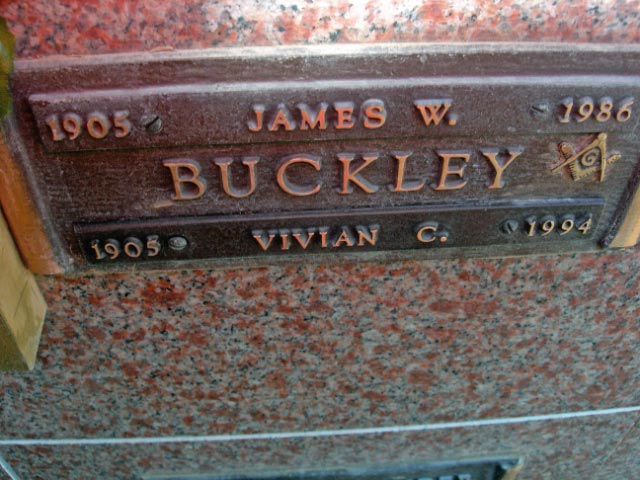 1905 JAMES W. 1986
BUCKLEY G
1905 VIVIAN C. 1994